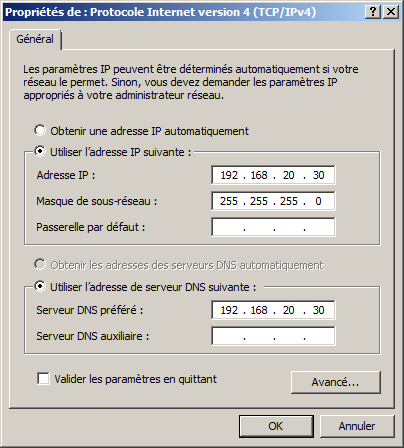 Propriétés de : Protocole Internet version 4 (TCP/IPv4)
Général
Les paramètres IP peuvent être déterminés automatiquement si votre
réseau le permet. Sinon, vous devez demander les paramètres IP
appropriés à votre administrateur réseau.
Obtenir une adresse IP automatiquement
Utiliser l'adresse IP suivante :
Adresse IP : 192 . 168 . 20 . 30
Masque de sous-réseau : 255 . 255 . 255 . 0
Passerelle par défaut : . . .
Obtenir les adresses des serveurs DNS automatiquement
Utiliser l'adresse de serveur DNS suivante :
Serveur DNS préféré : 192 . 168 . 20 . 30
Serveur DNS auxiliaire : . . .
Valider les paramètres en quittant
Avancé...
OK Annuler